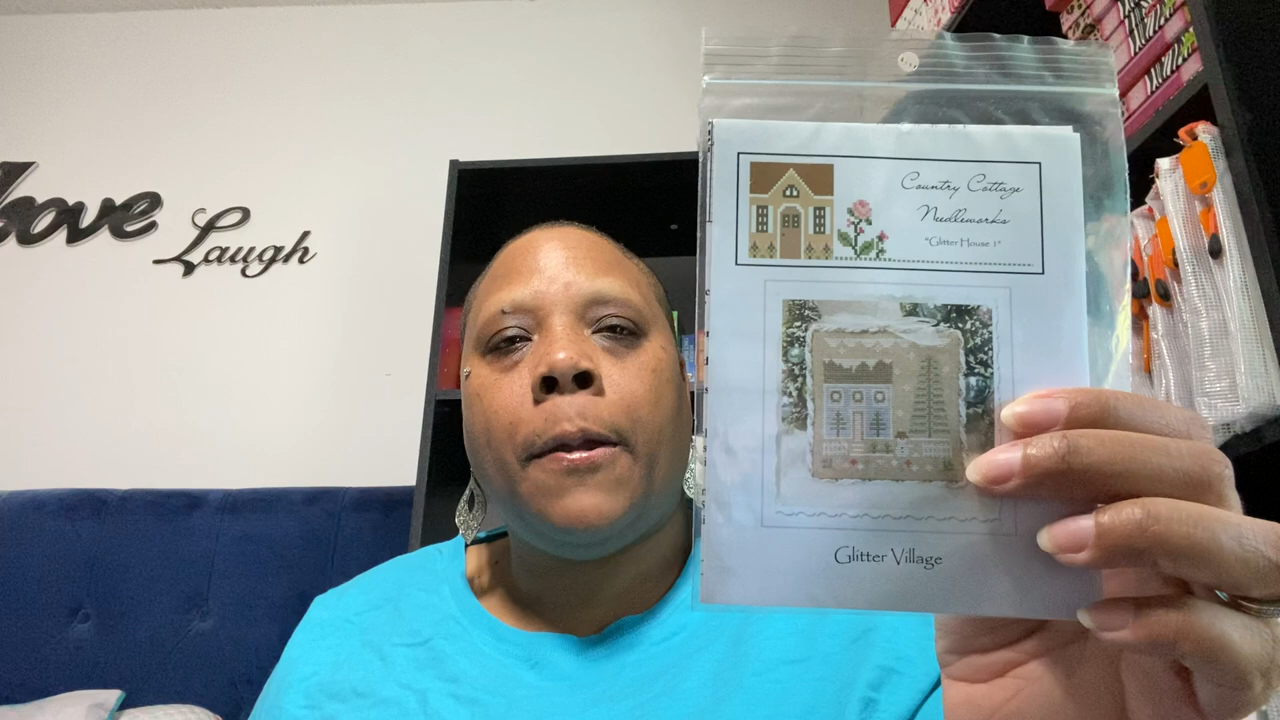 Love
Laugh
Country Cottage
Needleworks
"Glitter House 1"
Glitter Village